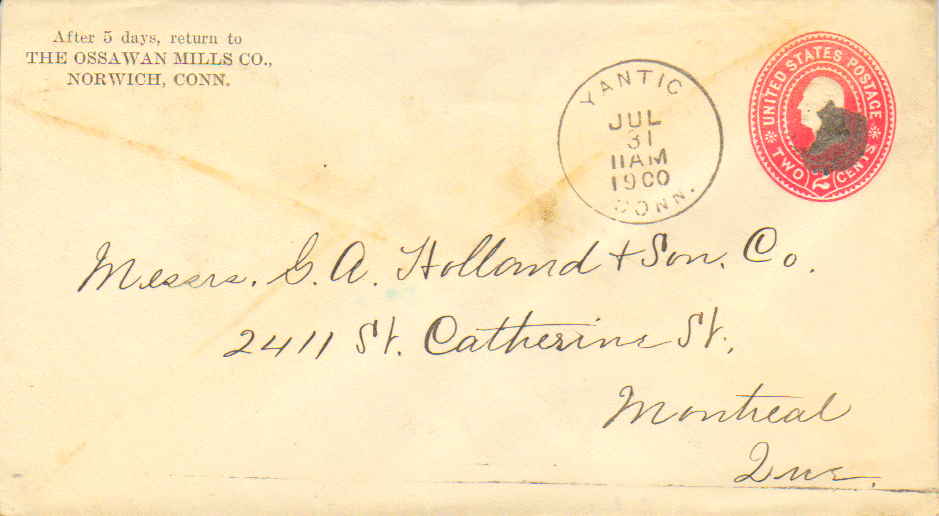 After 5 days, return to
THE OSSAWAN MILLS CO.,
NORWICH, CONN.
YANTIC
JUL
31
11AM
1900
CONN.
UNITED STATES POSTAGE
TWO 2 CENTS
Messrs. G. A. Holland + Son. Co.
2411 St. Catherine St.,
Montreal
Que.